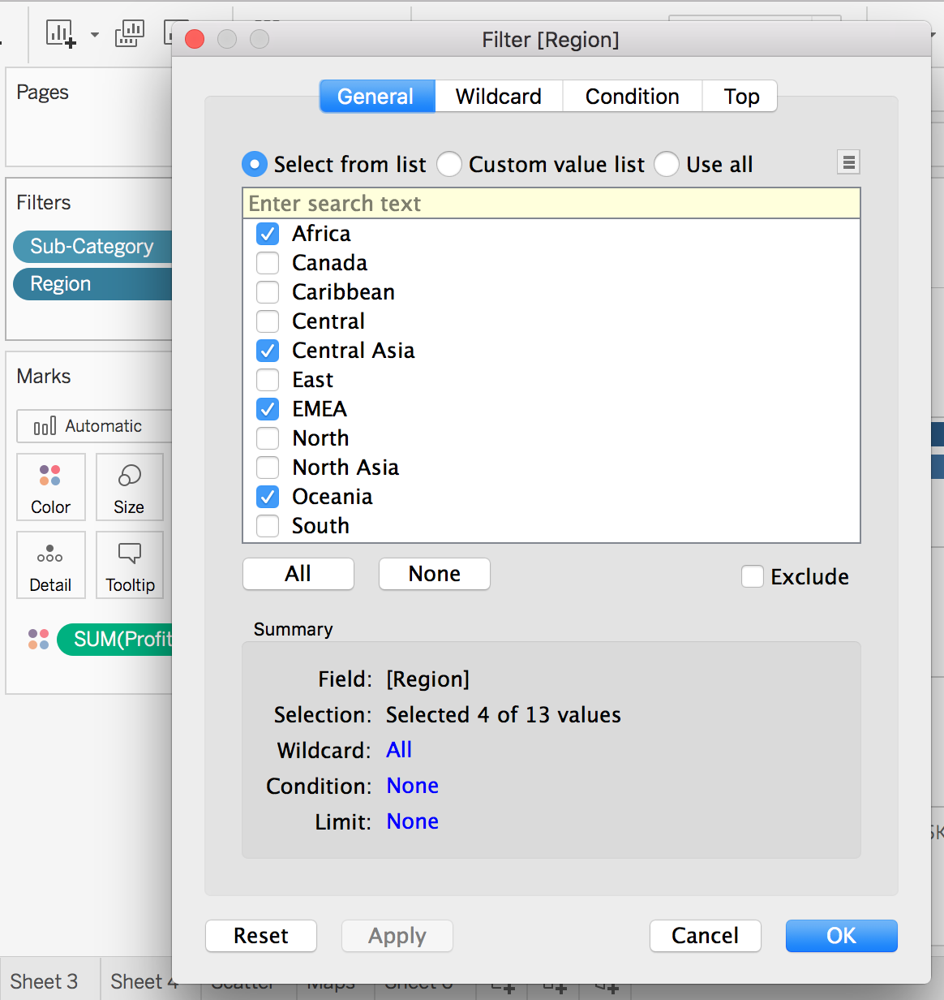 Filter [Region]
Pages
General Wildcard Condition Top
Select from list Custom value list Use all
Filters
Enter search text
Sub-Category
Region
Africa
Canada
Caribbean
Central
Central Asia
East
EMEA
North
North Asia
Oceania
South
Marks
Automatic
Color Size
Detail Tooltip
SUM(Profit
All None Exclude
Summary
Field: [Region]
Selection: Selected 4 of 13 values
Wildcard: All
Condition: None
Limit: None
Reset Apply Cancel OK
Sheet 3 Sheet 4 Scatter Maps